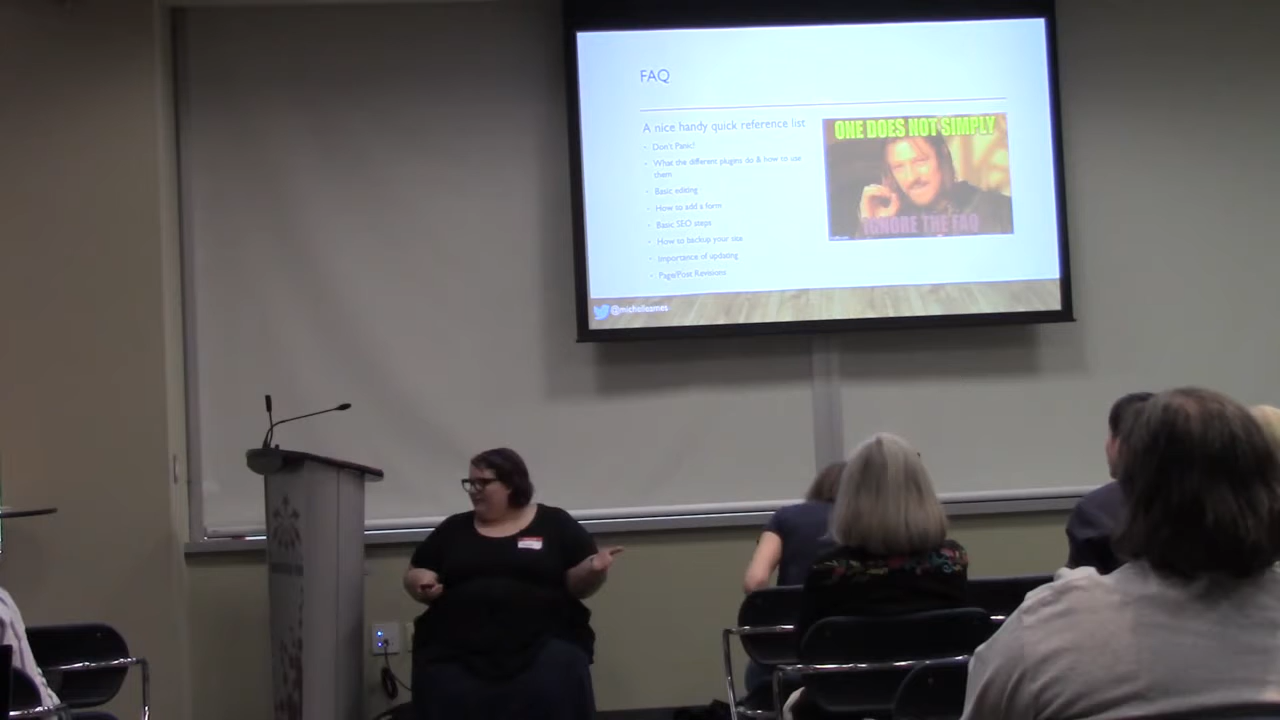 FAQ
A nice handy quick reference list
Don't Panic!
What the different plugins do & how to use
them
Basic editing
How to add a form
Basic SEO steps
How to backup your site
Importance of updating
Page/Post Revisions
ONE DOES NOT SIMPLY
IGNORE THE FAQ
@michelleames